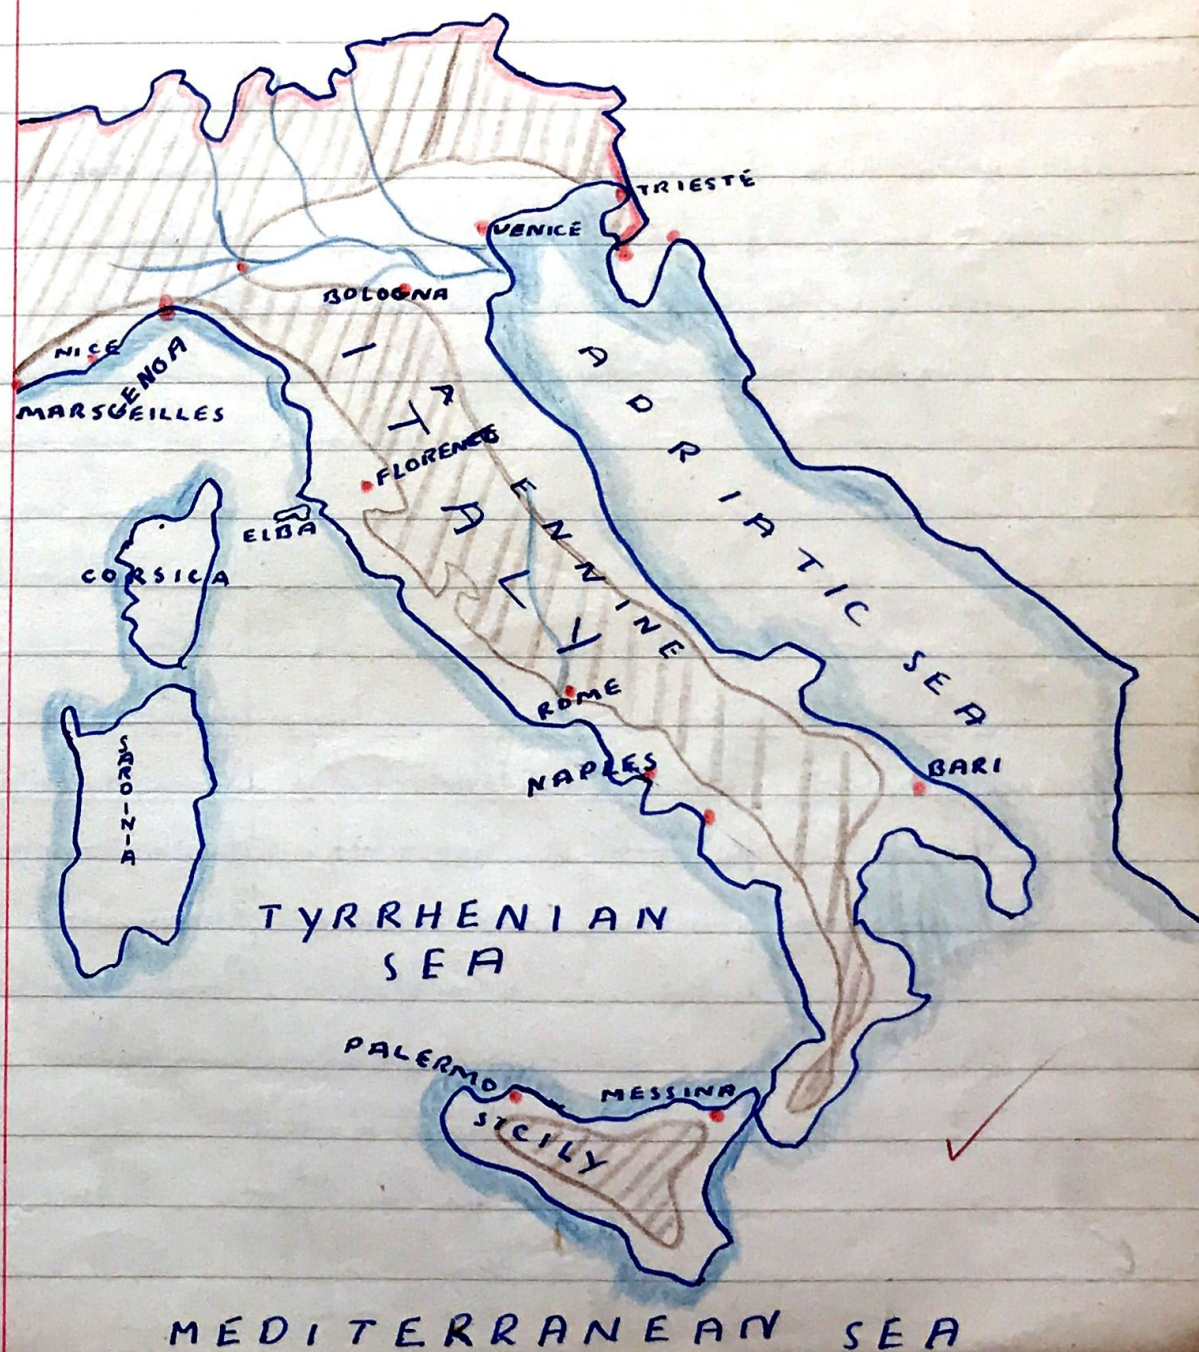 TRIESTE
VENICE
BOLOGNA
NICE
GENOA
MARSEILLES
ITALY
ADRIATIC SEA
APENNINE
FLORENCE
ELBA
CORSICA
ROME
SARDINIA
NAPLES
BARI
TYRRHENIAN
SEA
PALERMO
MESSINA
SICILY
MEDITERRANEAN SEA